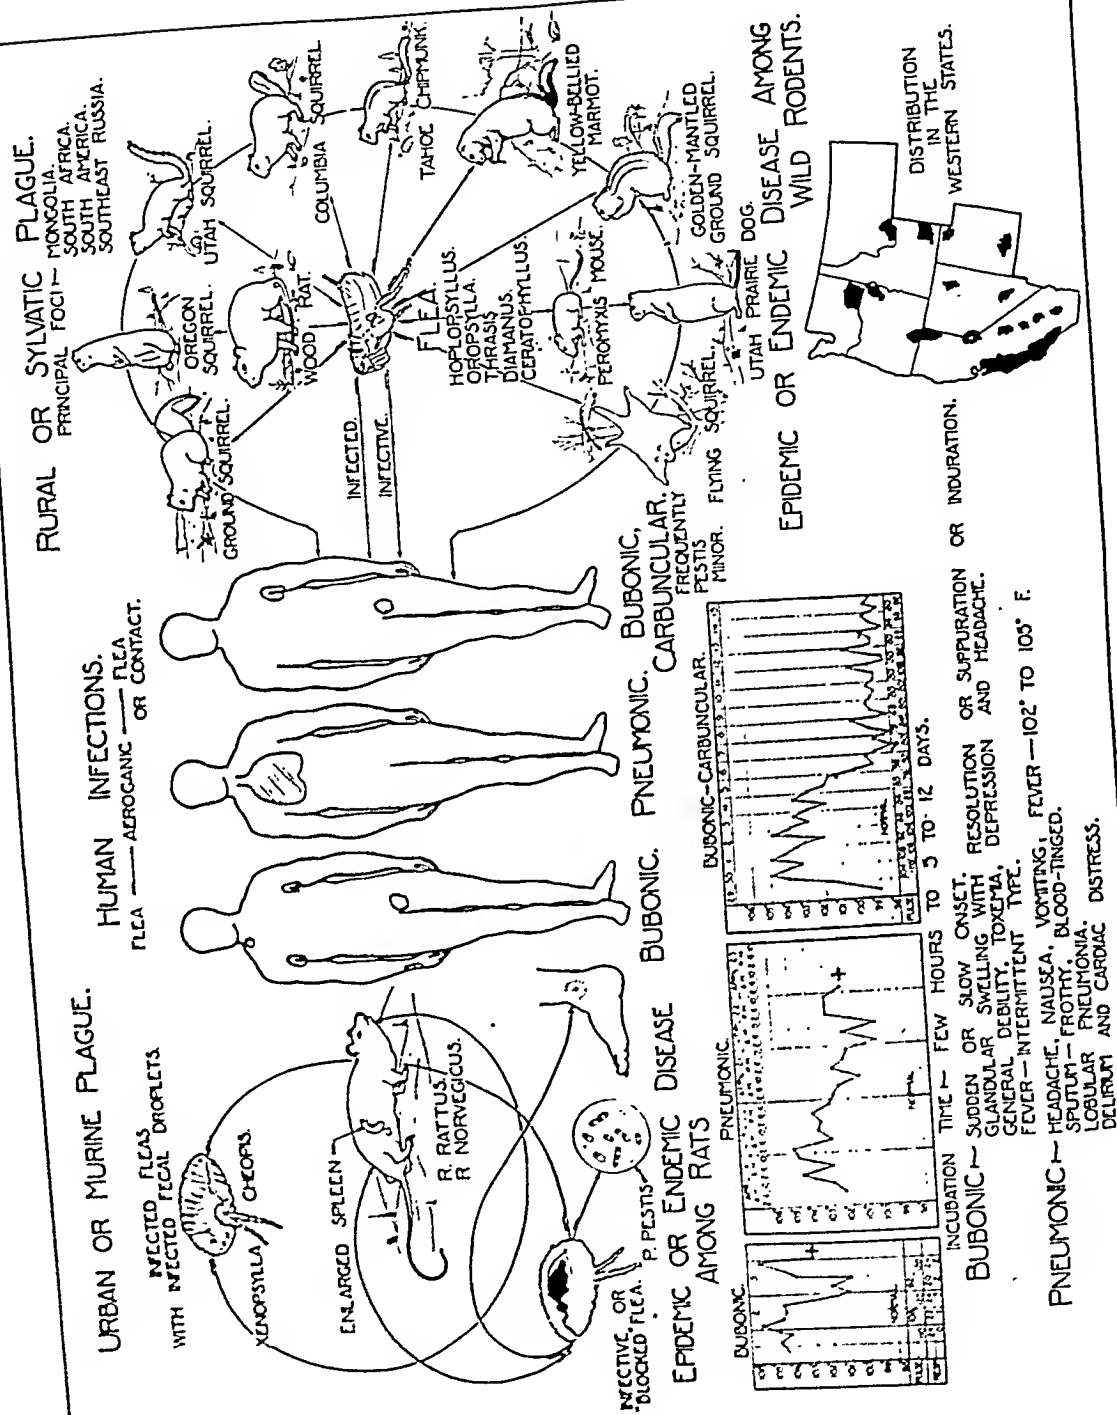 URBAN OR MURINE PLAGUE.
INFECTED FLEAS
WITH INFECTED FECAL DROPLETS.
XENOPSYLLA CHEOPIS.
ENLARGED SPLEEN
R. RATTUS.
R NORVEGICUS.
INFECTIVE, OR
"BLOCKED" FLEA.
P. PESTIS
EPIDEMIC OR ENDEMIC DISEASE
AMONG RATS
HUMAN INFECTIONS.
FLEA — AEROGANIC — FLEA
OR CONTACT.
BUBONIC. PNEUMONIC. BUBONIC,
CARBUNCULAR.
FREQUENTLY
PESTIS
MINOR.
RURAL OR SYLVATIC PLAGUE.
PRINCIPAL FOCI — MONGOLIA.
SOUTH AFRICA.
SOUTH AMERICA.
SOUTHEAST RUSSIA.
GROUND SQUIRREL.
OREGON
SQUIRREL.
UTAH SQUIRREL.
WOOD RAT.
COLUMBIA SQUIRREL.
TAHOE CHIPMUNK.
INFECTED.
INFECTIVE.
FLEA.
HOPLOPSYLLUS.
OROPSYLLA.
THRASIS
DIAMANUS.
CERATOPHYLLUS.
YELLOW-BELLIED
MARMOT.
PEROMYXIS MOUSE.
GOLDEN-MANTLED
GROUND SQUIRREL.
FLYING SQUIRREL.
UTAH PRAIRIE DOG.
EPIDEMIC OR ENDEMIC DISEASE AMONG
WILD RODENTS.
DISTRIBUTION
IN THE
WESTERN STATES.
BUBONIC.
NORMAL
PNEUMONIC.
NORMAL
BUBONIC-CARBUNCULAR.
NORMAL
INCUBATION TIME — FEW HOURS TO 5 TO 12 DAYS.
BUBONIC — SUDDEN OR SLOW ONSET.
GLANDULAR SWELLING WITH RESOLUTION OR SUPPURATION OR INDURATION.
GENERAL DEBILITY, TOXEMIA, DEPRESSION AND HEADACHE.
FEVER — INTERMITTENT TYPE.
PNEUMONIC — HEADACHE, NAUSEA, VOMITING, FEVER — 102° TO 105° F.
SPUTUM — FROTHY, BLOOD-TINGED.
LOBULAR PNEUMONIA.
DELIRIUM AND CARDIAC DISTRESS.